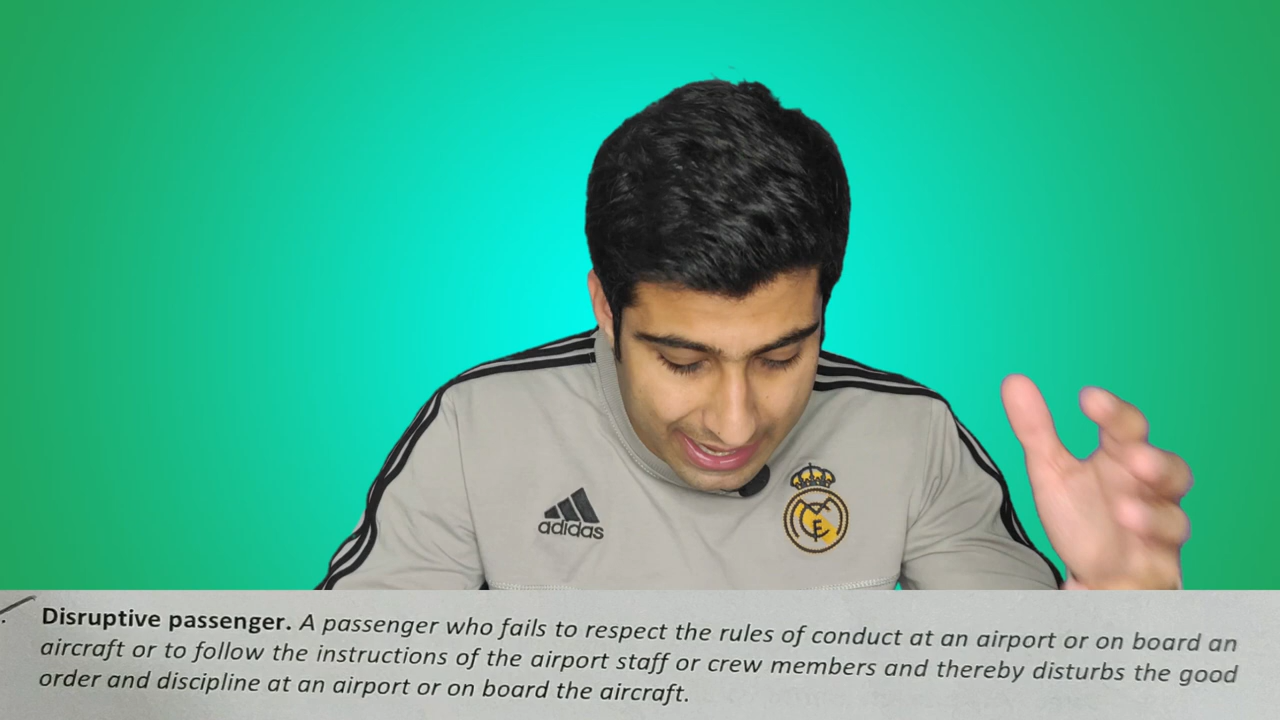 adidas
Disruptive passenger. A passenger who fails to respect the rules of conduct at an airport or on board an
aircraft or to follow the instructions of the airport staff or crew members and thereby disturbs the good
order and discipline at an airport or on board the aircraft.